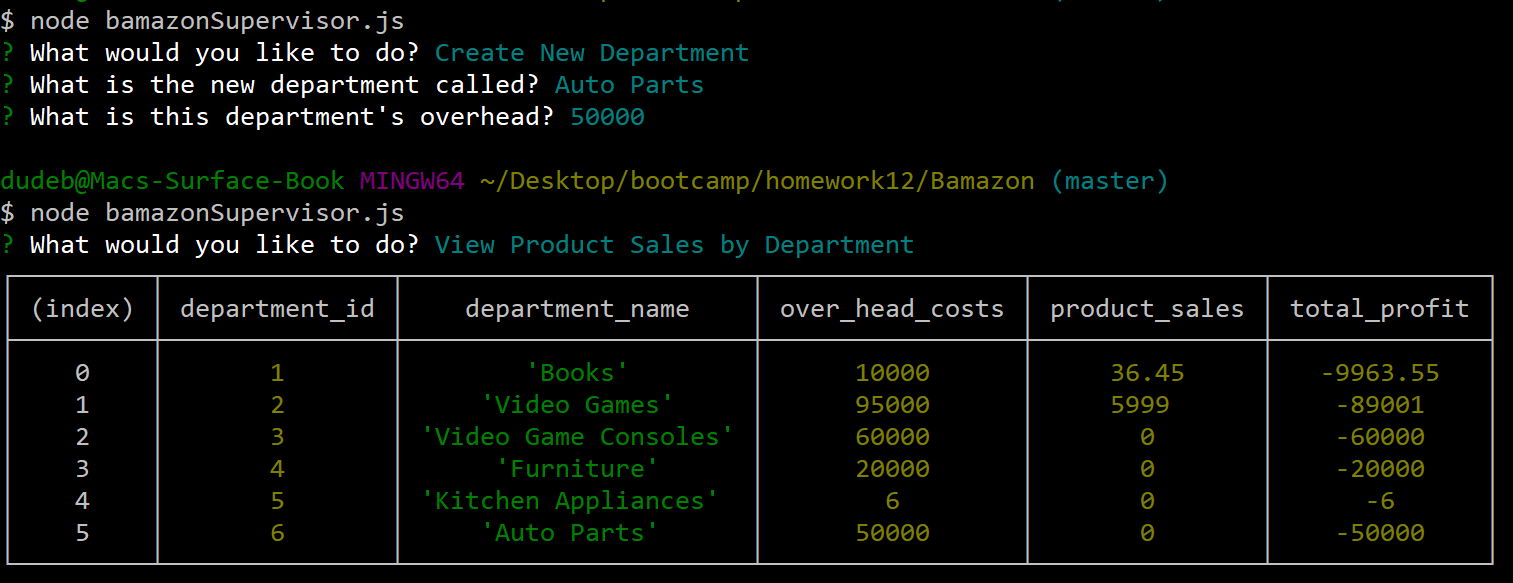 $ node bamazonSupervisor.js
? What would you like to do? Create New Department
? What is the new department called? Auto Parts
? What is this department's overhead? 50000
dudeb@Macs-Surface-Book MINGW64 ~/Desktop/bootcamp/homework12/Bamazon (master)
$ node bamazonSupervisor.js
? What would you like to do? View Product Sales by Department
(index) department_id department_name over_head_costs product_sales total_profit
0 1 'Books' 10000 36.45 -9963.55
1 2 'Video Games' 95000 5999 -89001
2 3 'Video Game Consoles' 60000 0 -60000
3 4 'Furniture' 20000 0 -20000
4 5 'Kitchen Appliances' 6 0 -6
5 6 'Auto Parts' 50000 0 -50000